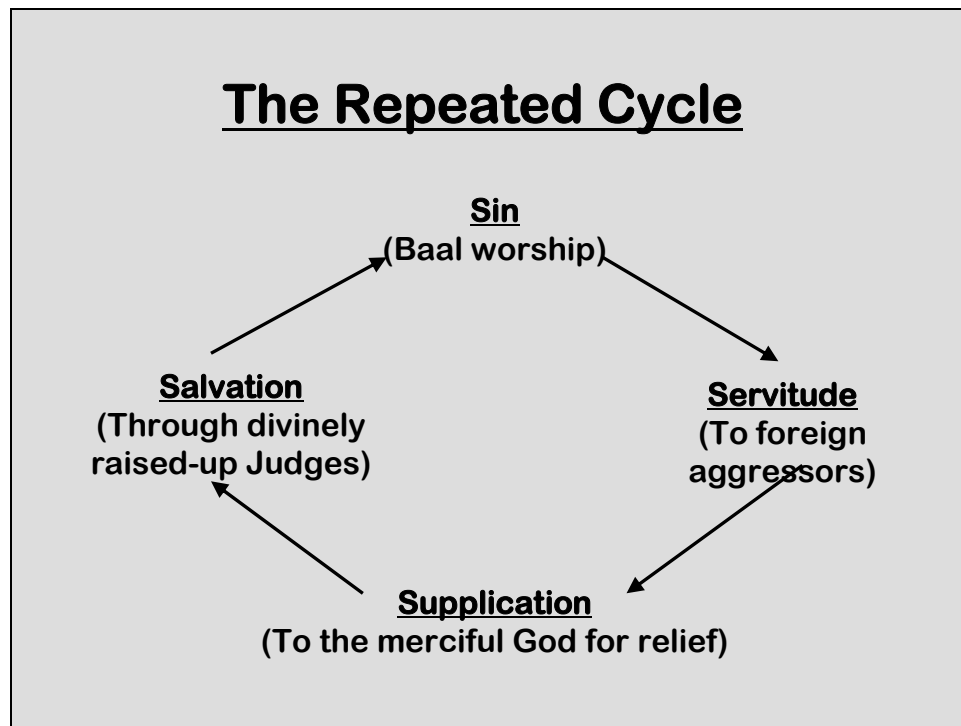 The Repeated Cycle
Sin
(Baal worship)
Salvation
(Through divinely
raised-up Judges)
Servitude
(To foreign
aggressors)
Supplication
(To the merciful God for relief)